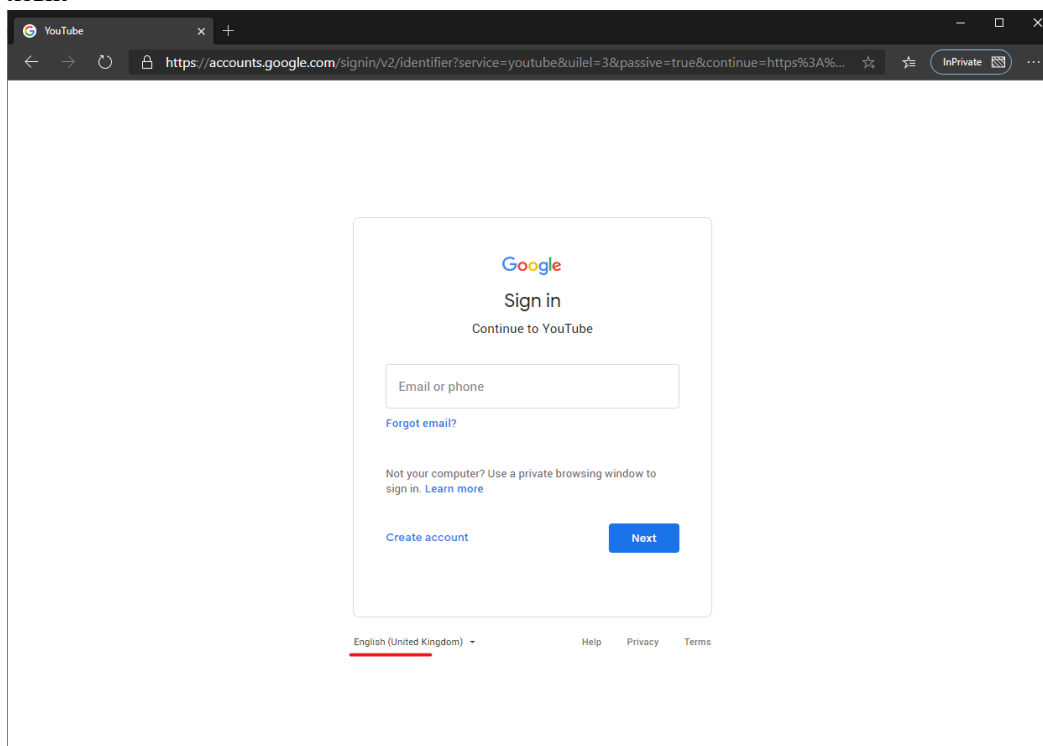 YouTube
https://accounts.google.com/signin/v2/identifier?service=youtube&uilel=3&passive=true&continue=https%3A%...
InPrivate
Google
Sign in
Continue to YouTube
Email or phone
Forgot email?
Not your computer? Use a private browsing window to
sign in. Learn more
Create account Next
English (United Kingdom) Help Privacy Terms